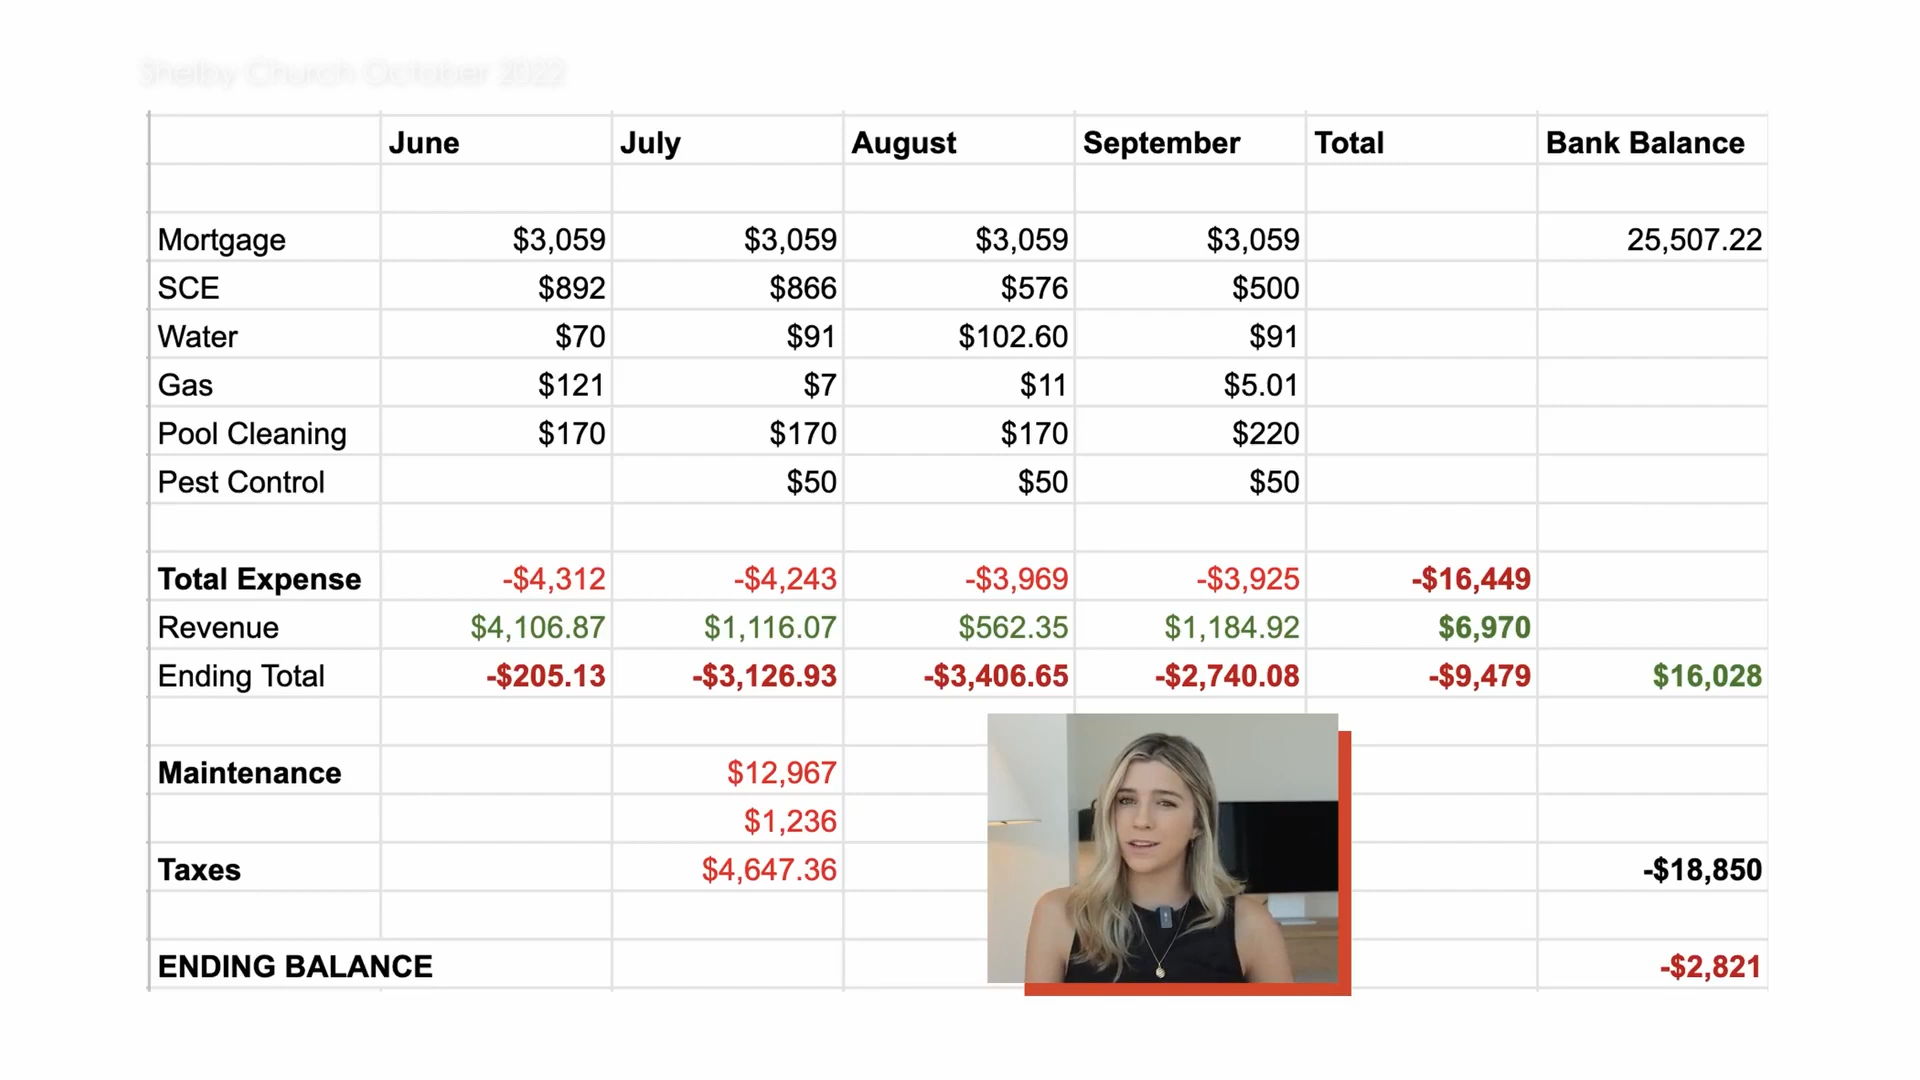 Shelby Church October 2022
June July August September Total Bank Balance
Mortgage $3,059 $3,059 $3,059 $3,059 25,507.22
SCE $892 $866 $576 $500
Water $70 $91 $102.60 $91
Gas $121 $7 $11 $5.01
Pool Cleaning $170 $170 $170 $220
Pest Control $50 $50 $50
Total Expense -$4,312 -$4,243 -$3,969 -$3,925 -$16,449
Revenue $4,106.87 $1,116.07 $562.35 $1,184.92 $6,970
Ending Total -$205.13 -$3,126.93 -$3,406.65 -$2,740.08 -$9,479 $16,028
Maintenance $12,967
$1,236
Taxes $4,647.36 -$18,850
ENDING BALANCE -$2,821